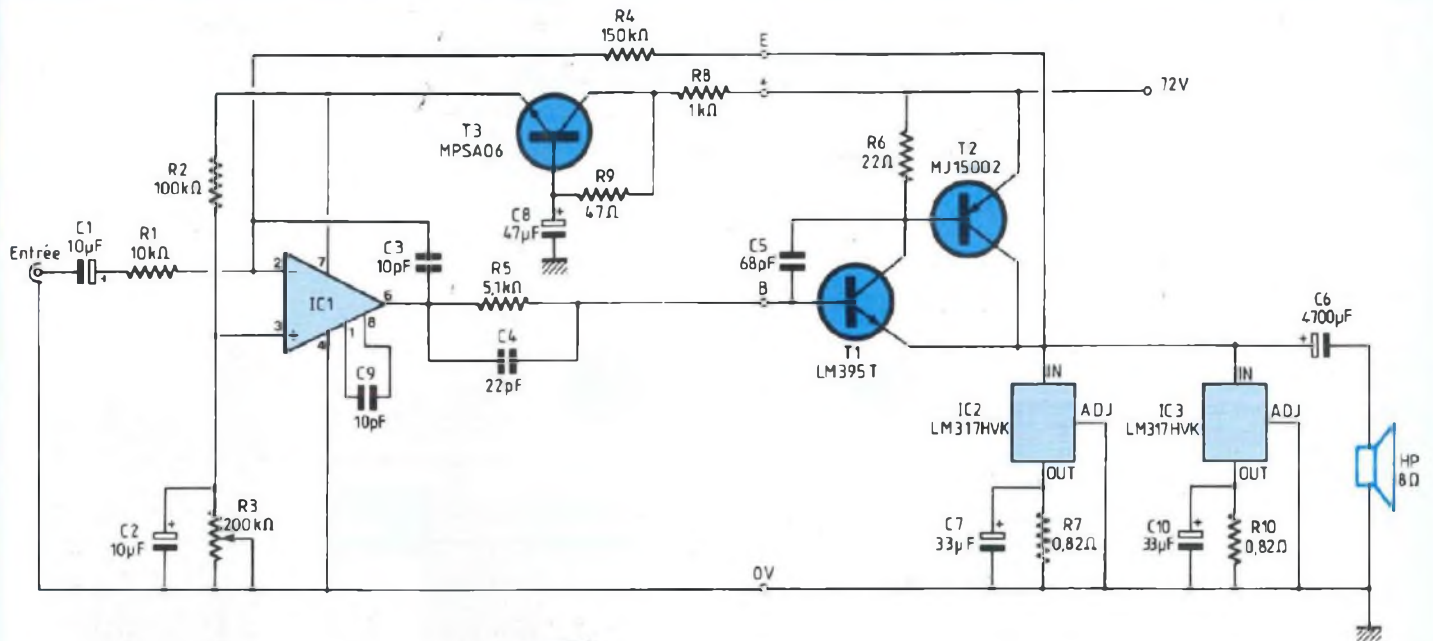 R4
150kΩ
E
R8
1kΩ
+
72V
T3
MPSA06
R6
22Ω
T2
MJ15002
R2
100kΩ
R9
47Ω
C8
47µF
+
C1
10µF
Entrée
+
R1
10kΩ
C3
10pF
C5
68pF
R5
5,1kΩ
2
-
7
IC1
6
3
+
4
1
8
B
C4
22pF
C9
10pF
T1
LM395T
C6
4700µF
+
IN
IC2
LM317HVK
ADJ
OUT
IN
IC3
LM317HVK
ADJ
OUT
HP
8Ω
R3
200kΩ
C2
10µF
+
C7
33µF
+
R7
0,82Ω
C10
33µF
+
R10
0,82Ω
0V